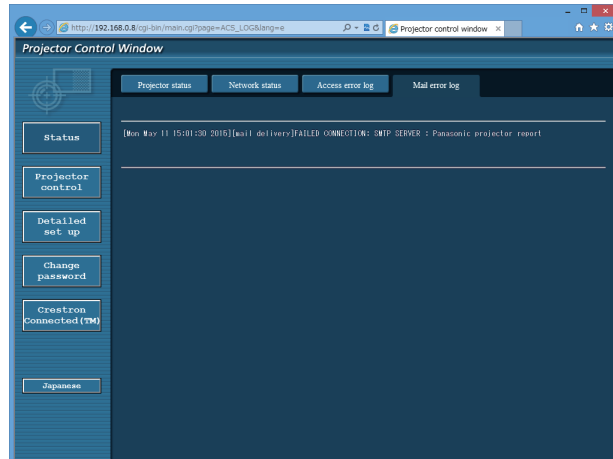 http://192.168.0.8/cgi-bin/main.cgi?page=ACS_LOG&lang=e
Projector control window
Projector Control Window
Projector status
Network status
Access error log
Mail error log
Status
[Mon May 11 15:01:30 2015][mail delivery]FAILED CONNECTION: SMTP SERVER : Panasonic projector report
Projector
control
Detailed
set up
Change
password
Crestron
Connected(TM)
Japanese